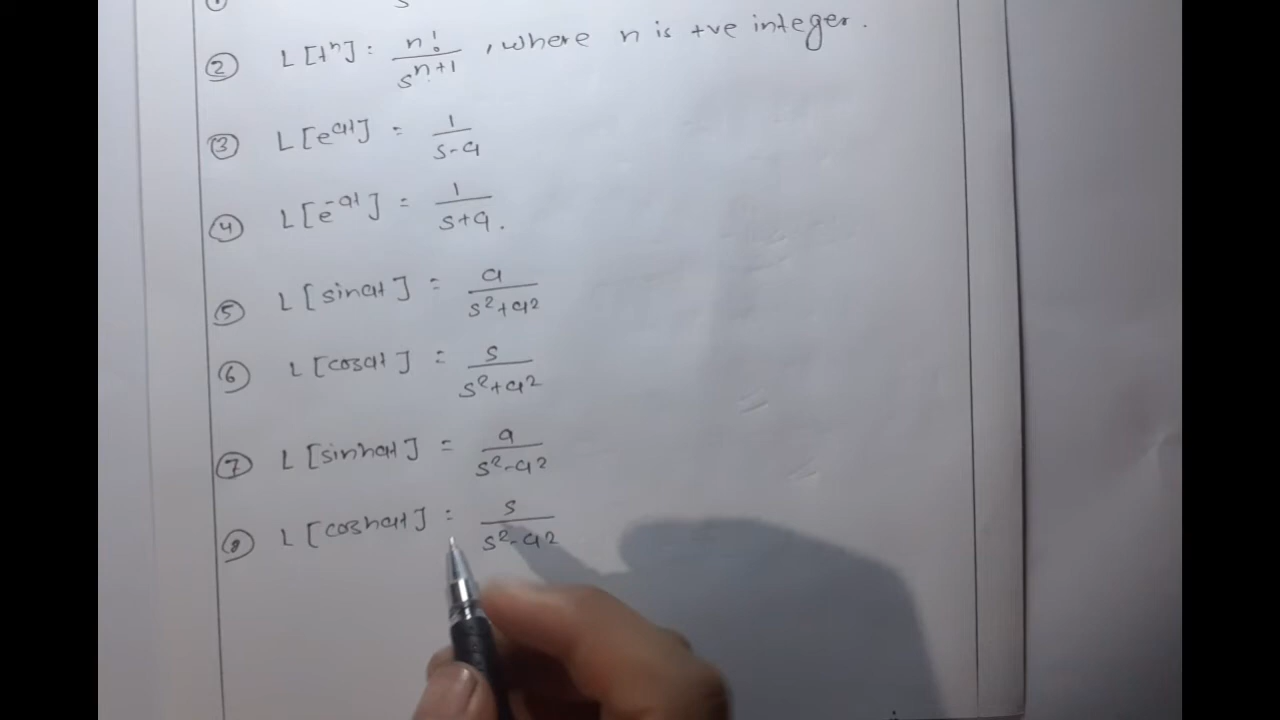 ② L[tⁿ] : n! / sⁿ⁺¹ , where n is +ve integer.
③ L[e^at] = 1 / s-a
④ L[e^-at] = 1 / s+a.
⑤ L[sinat] = a / s²+a²
⑥ L[cosat] = s / s²+a²
⑦ L[sinhat] = a / s²-a²
⑧ L[coshat] = s / s²-a²